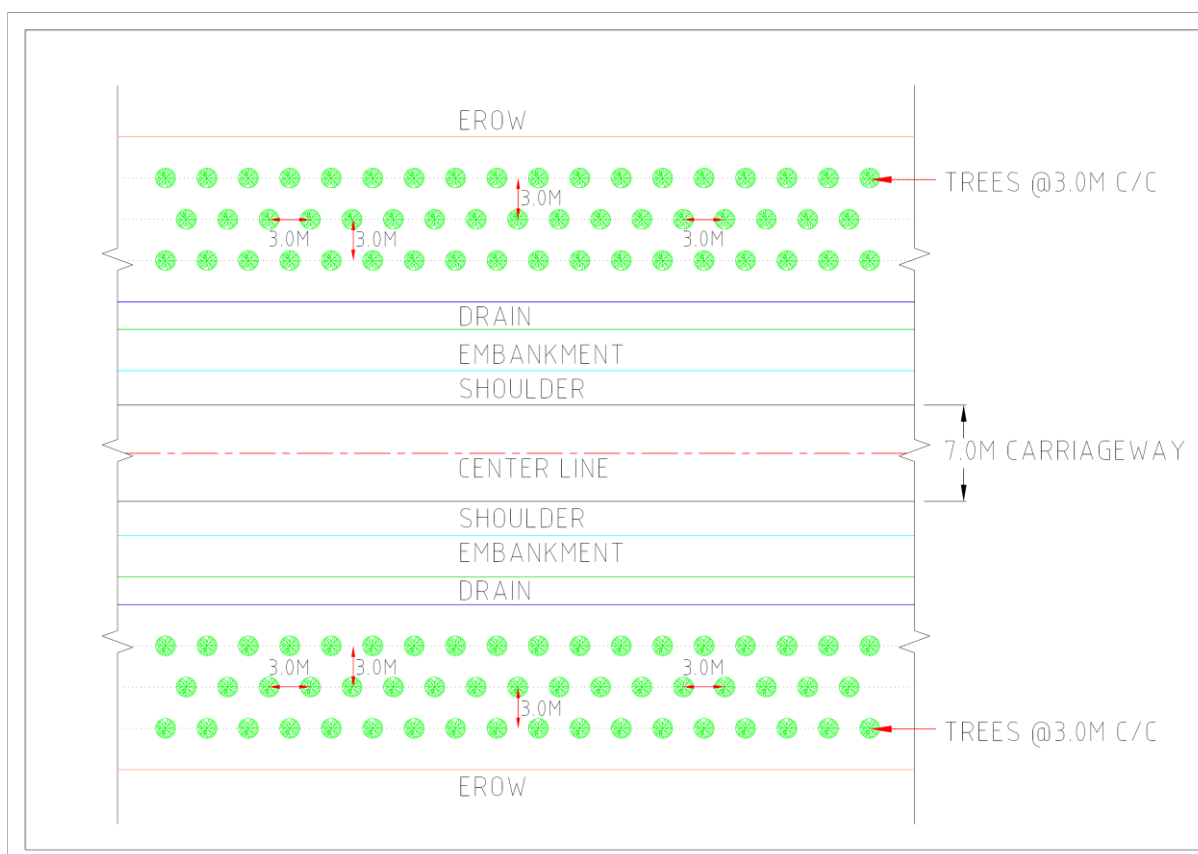 EROW
TREES @3.0M C/C
3.0M
3.0M
3.0M
3.0M
DRAIN
EMBANKMENT
SHOULDER
7.0M CARRIAGEWAY
CENTER LINE
SHOULDER
EMBANKMENT
DRAIN
3.0M
3.0M
3.0M
3.0M
TREES @3.0M C/C
EROW